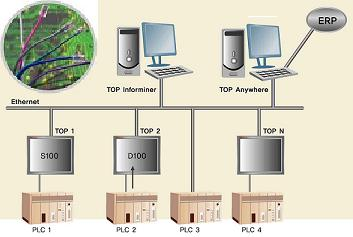 ERP
TOP Informiner
TOP Anywhere
Ethernet
TOP 1
TOP 2
TOP N
S100
D100
PLC 1
PLC 2
PLC 3
PLC 4